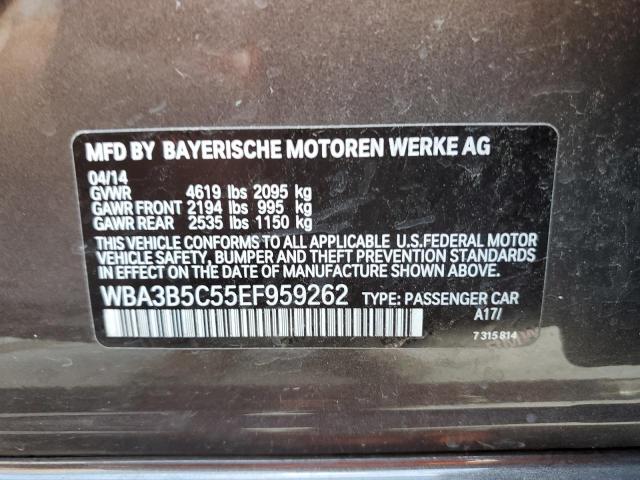 MFD BY BAYERISCHE MOTOREN WERKE AG
04/14
GVWR 4619 lbs 2095 kg
GAWR FRONT 2194 lbs 995 kg
GAWR REAR 2535 lbs 1150 kg
THIS VEHICLE CONFORMS TO ALL APPLICABLE U.S.FEDERAL MOTOR
VEHICLE SAFETY, BUMPER AND THEFT PREVENTION STANDARDS
IN EFFECT ON THE DATE OF MANUFACTURE SHOWN ABOVE.
WBA3B5C55EF959262 TYPE: PASSENGER CAR
A17/
7 315 814